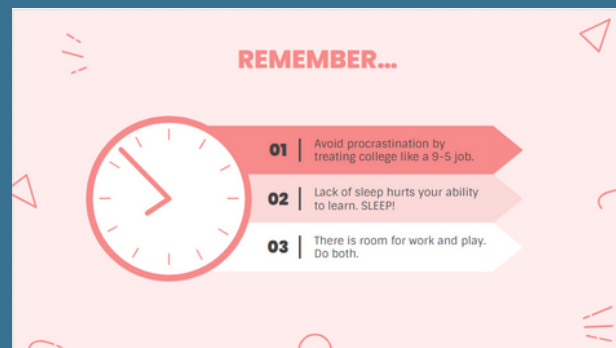 REMEMBER...
01
Avoid procrastination by
treating college like a 9-5 job.
02
Lack of sleep hurts your ability
to learn. SLEEP!
03
There is room for work and play.
Do both.